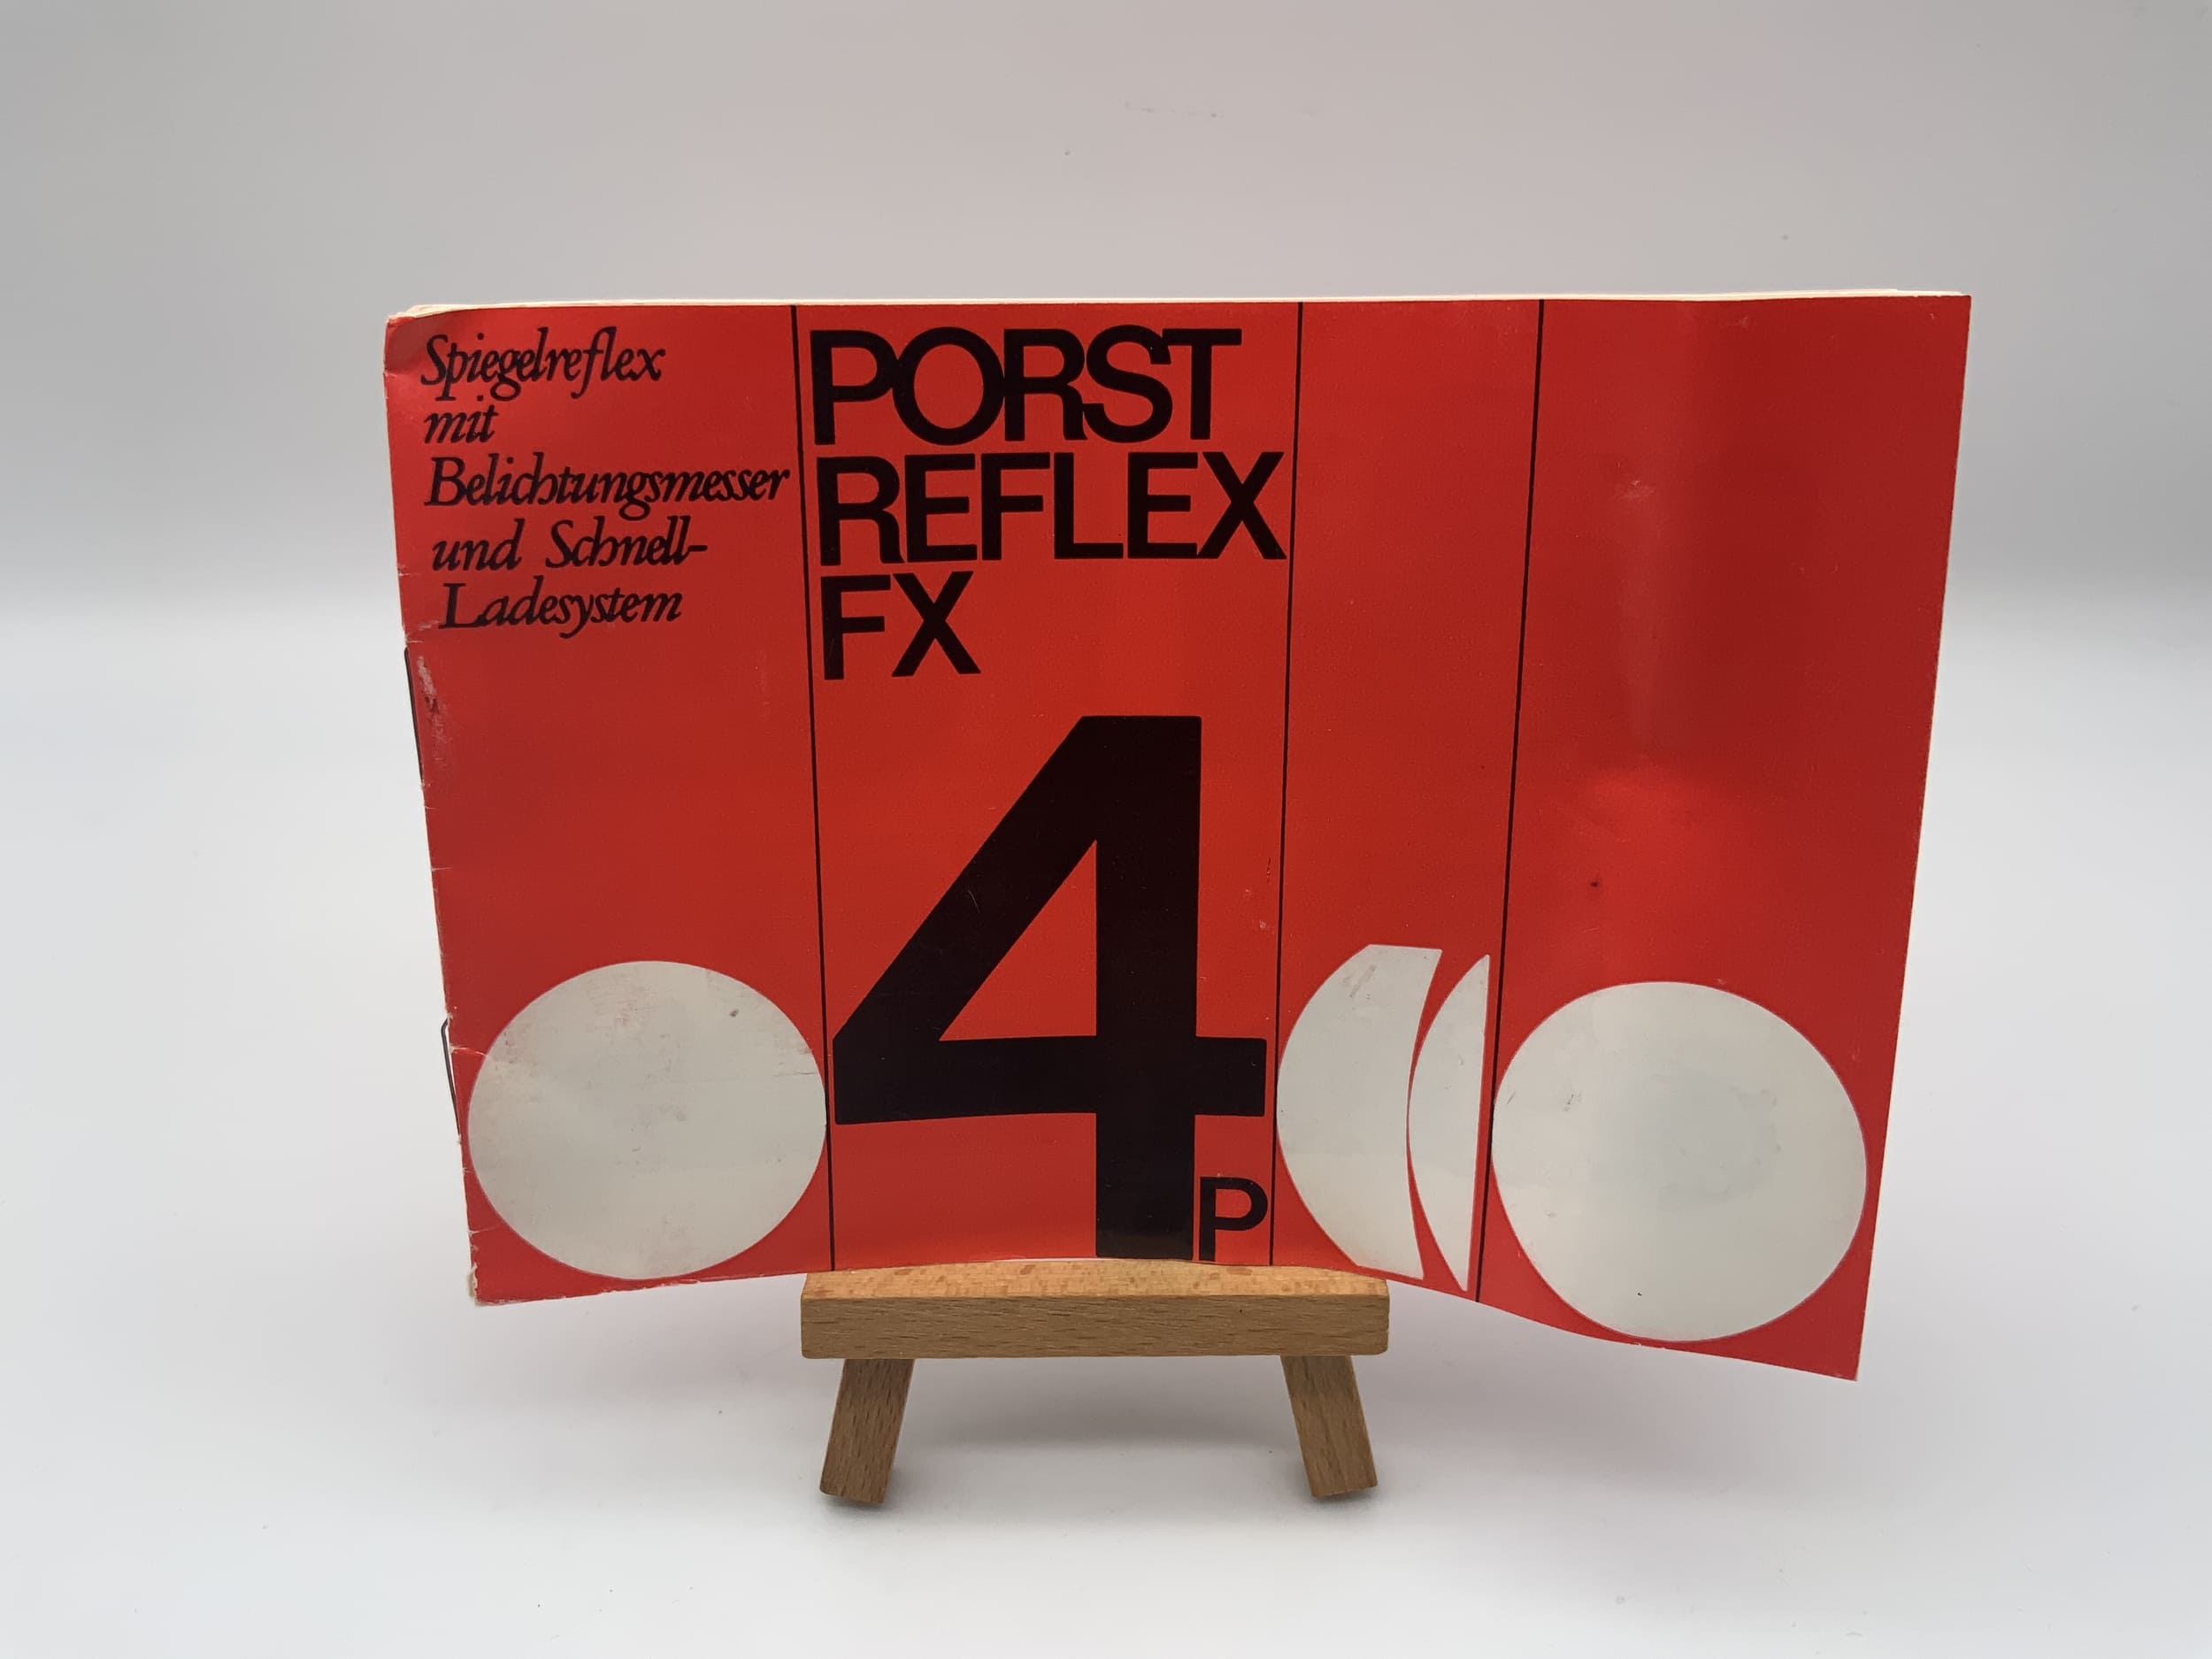 Spiegelreflex
mit
Belichtungsmesser
und Schnell-
Ladesystem
PORST
REFLEX
FX
4
P